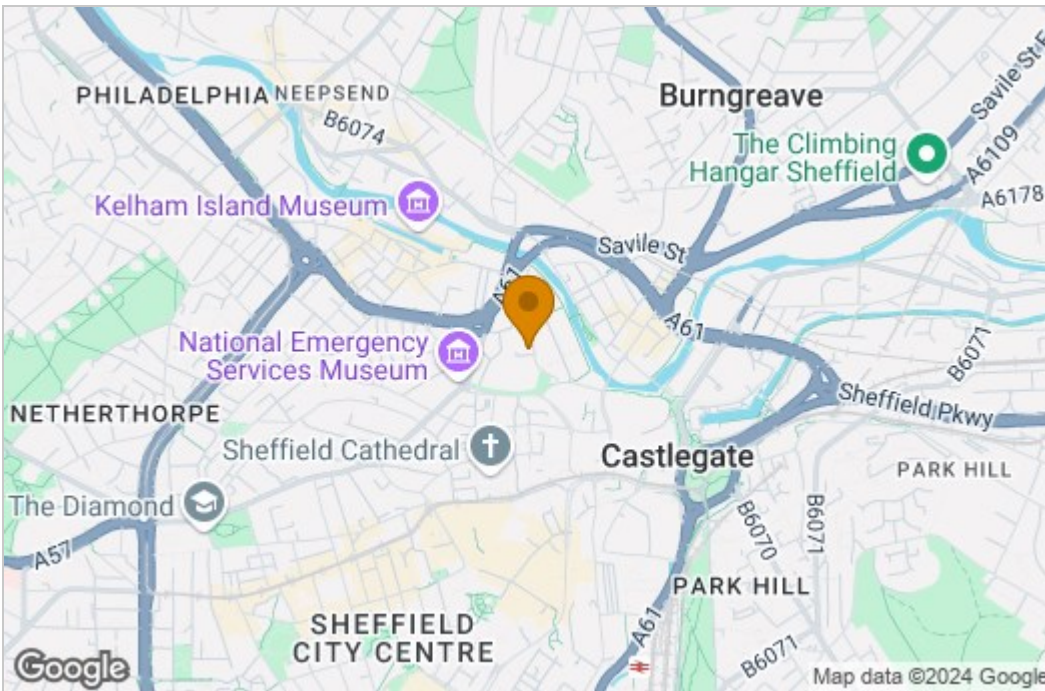 PHILADELPHIA
NEEPSEND
B6074
Burngreave
Savile St E
The Climbing
Hangar Sheffield
A6109
A6178
Kelham Island Museum
Savile St
A61
A61
National Emergency
Services Museum
B6071
Sheffield Pkwy
NETHERTHORPE
Sheffield Cathedral
Castlegate
PARK HILL
The Diamond
B6070
B6071
A57
PARK HILL
SHEFFIELD
CITY CENTRE
A61
B6071
Google
Map data ©2024 Google